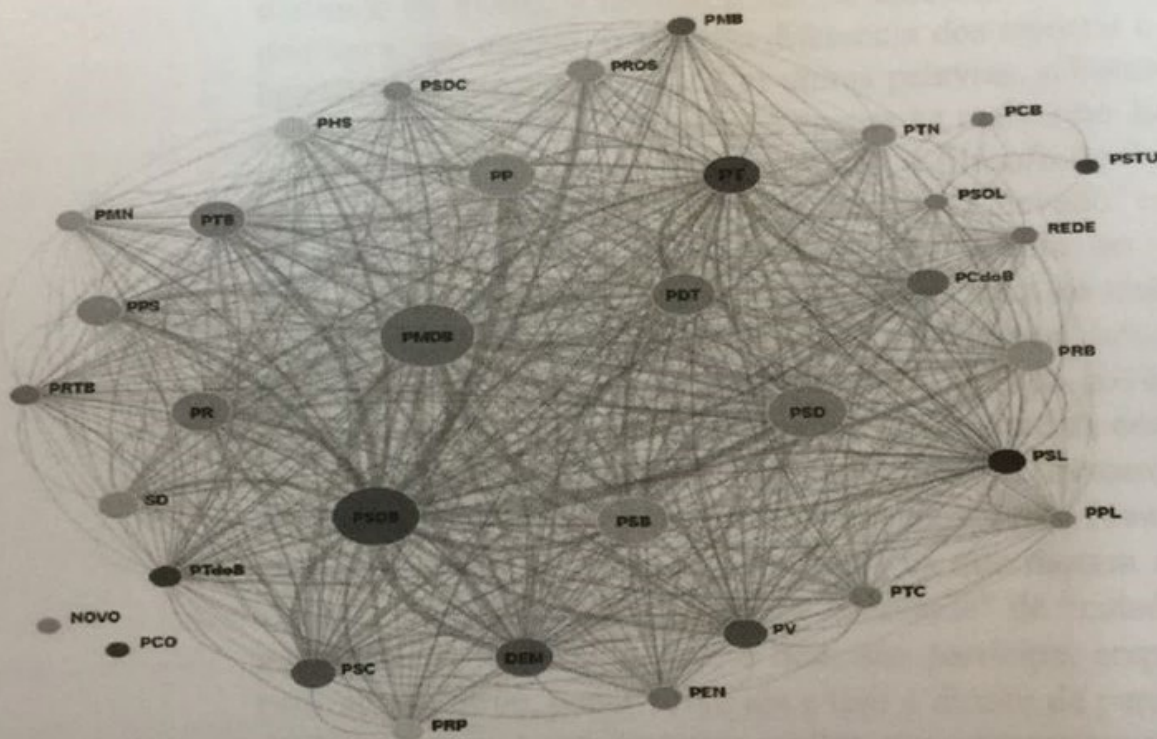 PMB
PROS
PSDC
PCB
PHS
PTN
PSTU
PP
PT
PSOL
PMN
PTB
REDE
PCdoB
PDT
PPS
PMDB
PRB
PRTB
PR
PSD
PSL
SD
PSDB
PSB
PPL
PTdoB
PTC
NOVO
PV
PCO
DEM
PSC
PEN
PRP